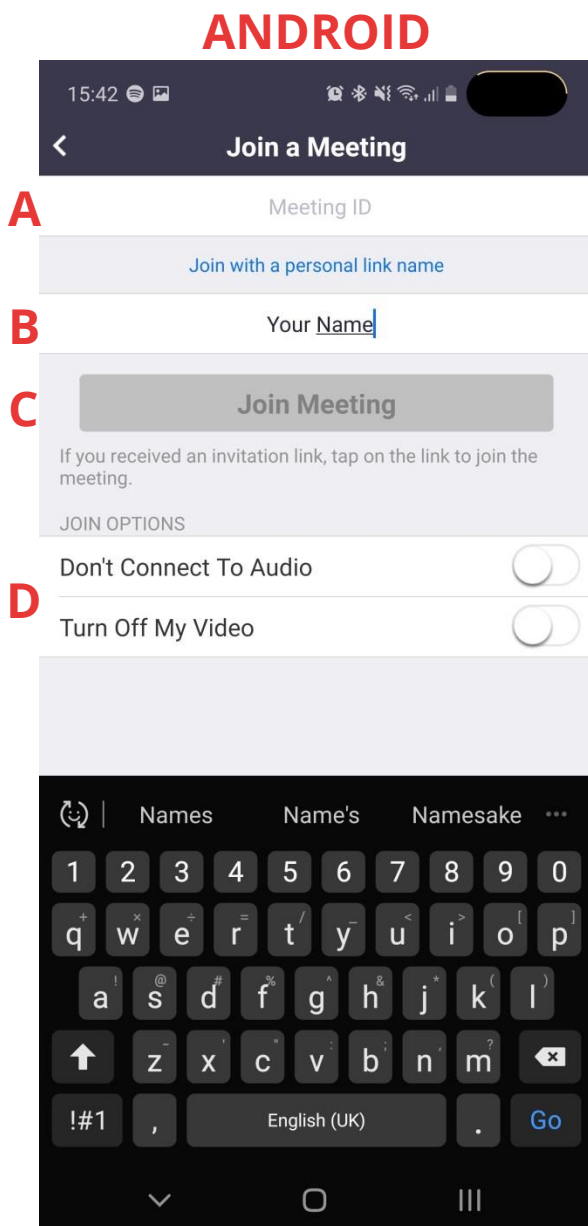 ANDROID
15:42
Join a Meeting
A
Meeting ID
Join with a personal link name
B
Your Name
C
Join Meeting
If you received an invitation link, tap on the link to join the
meeting.
JOIN OPTIONS
Don't Connect To Audio
D
Turn Off My Video
Names Name's Namesake ...
1 2 3 4 5 6 7 8 9 0
+ × ÷ = / _ < > [ ]
q w e r t y u i o p
! @ # % ^ & * ( )
a s d f g h j k l
- ' " : ; , ?
z x c v b n m
!#1 , English (UK) . Go